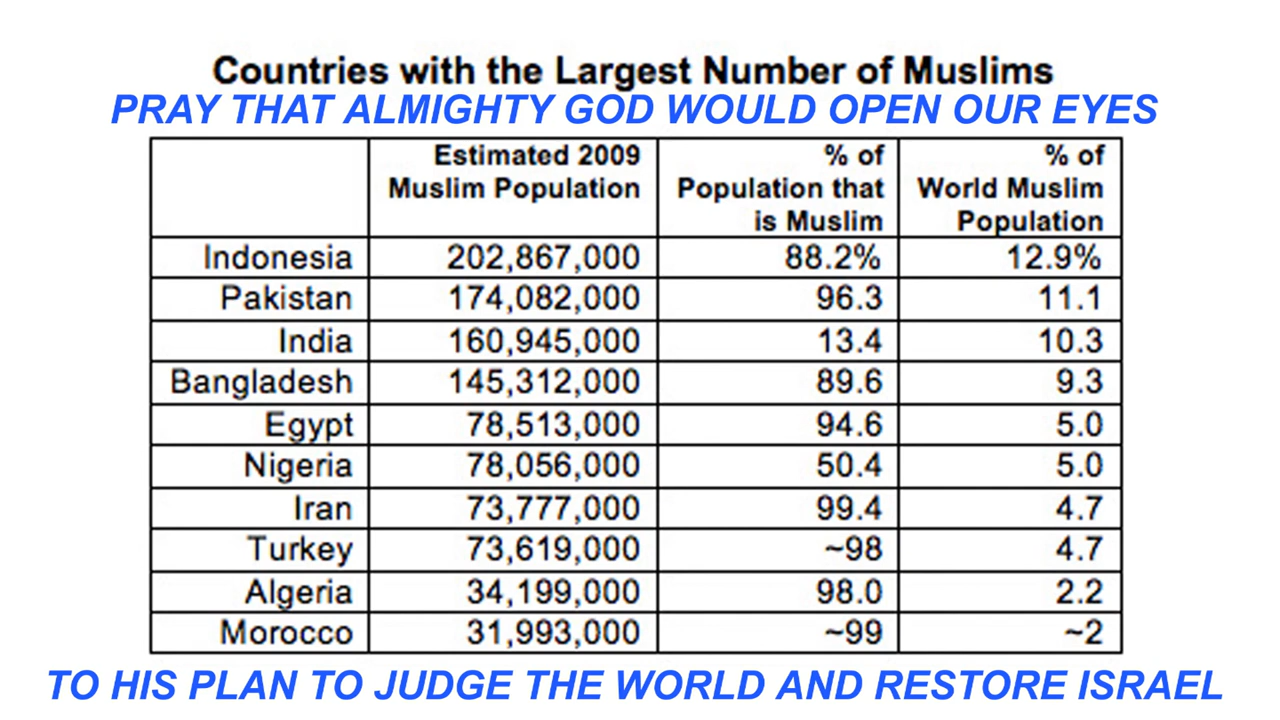 Countries with the Largest Number of Muslims
PRAY THAT ALMIGHTY GOD WOULD OPEN OUR EYES
Estimated 2009 Muslim Population % of Population that is Muslim % of World Muslim Population
Indonesia 202,867,000 88.2% 12.9%
Pakistan 174,082,000 96.3 11.1
India 160,945,000 13.4 10.3
Bangladesh 145,312,000 89.6 9.3
Egypt 78,513,000 94.6 5.0
Nigeria 78,056,000 50.4 5.0
Iran 73,777,000 99.4 4.7
Turkey 73,619,000 ~98 4.7
Algeria 34,199,000 98.0 2.2
Morocco 31,993,000 ~99 ~2
TO HIS PLAN TO JUDGE THE WORLD AND RESTORE ISRAEL